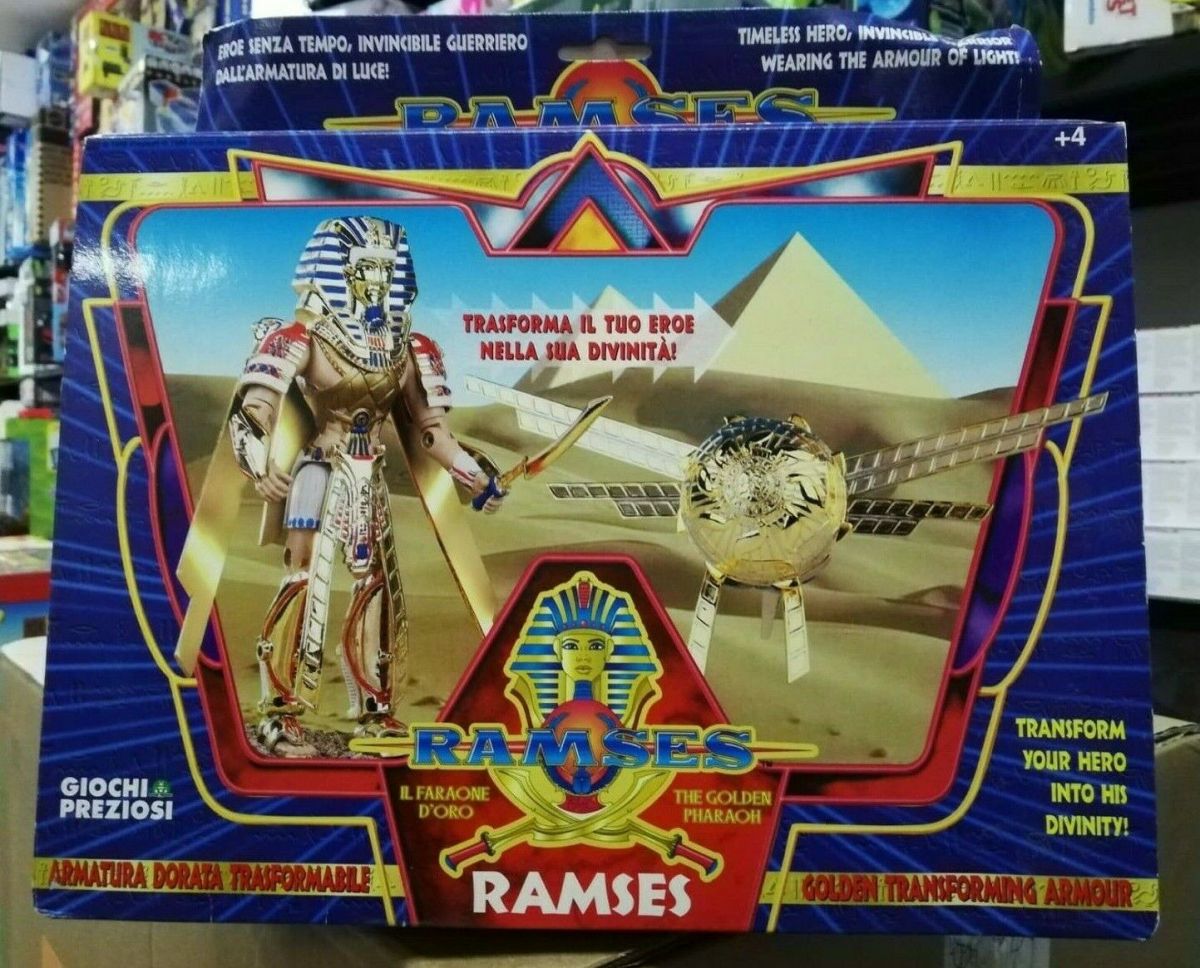 EROE SENZA TEMPO, INVINCIBILE GUERRIERO
DALL'ARMATURA DI LUCE!
TIMELESS HERO, INVINCIBLE WARRIOR
WEARING THE ARMOUR OF LIGHT!
RAMSES
+4
TRASFORMA IL TUO EROE
NELLA SUA DIVINITÀ!
TRANSFORM
YOUR HERO
INTO HIS
DIVINITY!
RAMSES
IL FARAONE
D'ORO
THE GOLDEN
PHARAOH
GIOCHI
PREZIOSI
ARMATURA DORATA TRASFORMABILE
RAMSES
GOLDEN TRANSFORMING ARMOUR